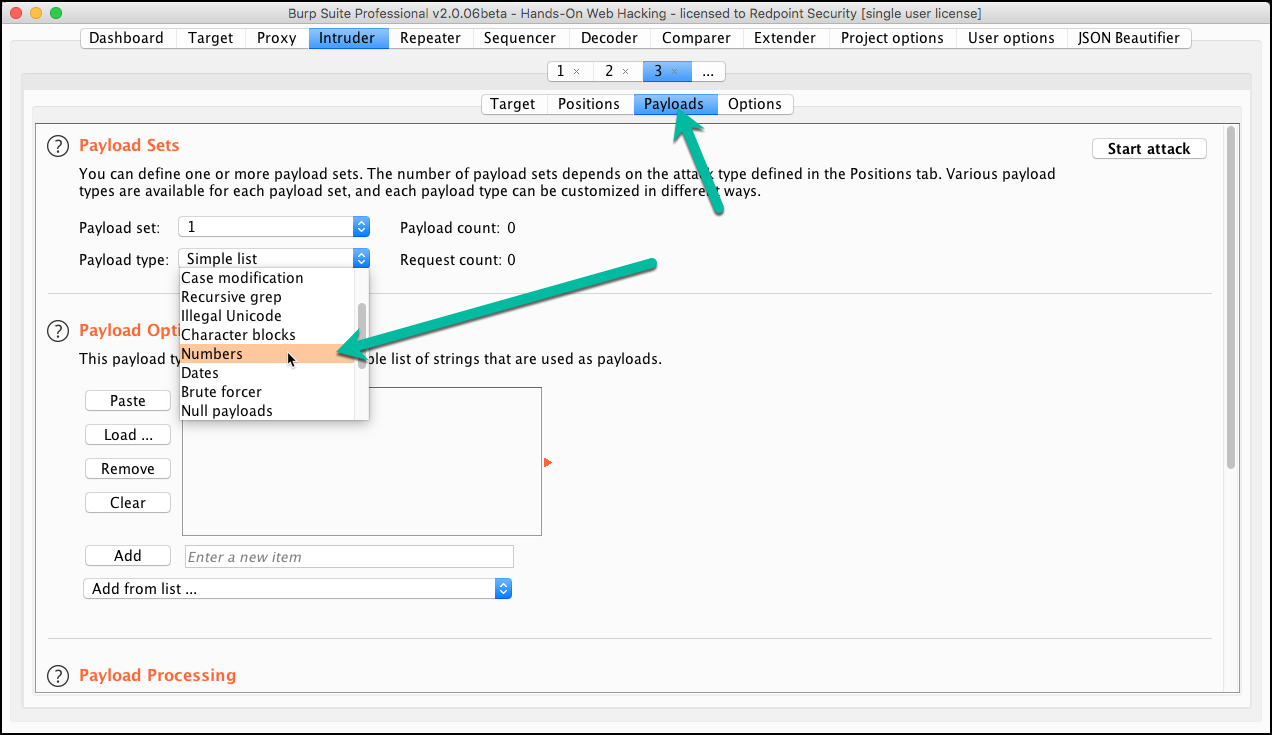 Burp Suite Professional v2.0.06beta - Hands-On Web Hacking - licensed to Redpoint Security [single user license]
Dashboard Target Proxy Intruder Repeater Sequencer Decoder Comparer Extender Project options User options JSON Beautifier
1 × 2 × 3 × ...
Target Positions Payloads Options
? Payload Sets
Start attack
You can define one or more payload sets. The number of payload sets depends on the attack type defined in the Positions tab. Various payload
types are available for each payload set, and each payload type can be customized in different ways.
Payload set: 1 Payload count: 0
Payload type: Simple list Request count: 0
Case modification
Recursive grep
Illegal Unicode
Character blocks
Numbers
Dates
Brute forcer
Null payloads
? Payload Opti
This payload ty ple list of strings that are used as payloads.
Paste
Load ...
Remove
Clear
Add Enter a new item
Add from list ...
? Payload Processing